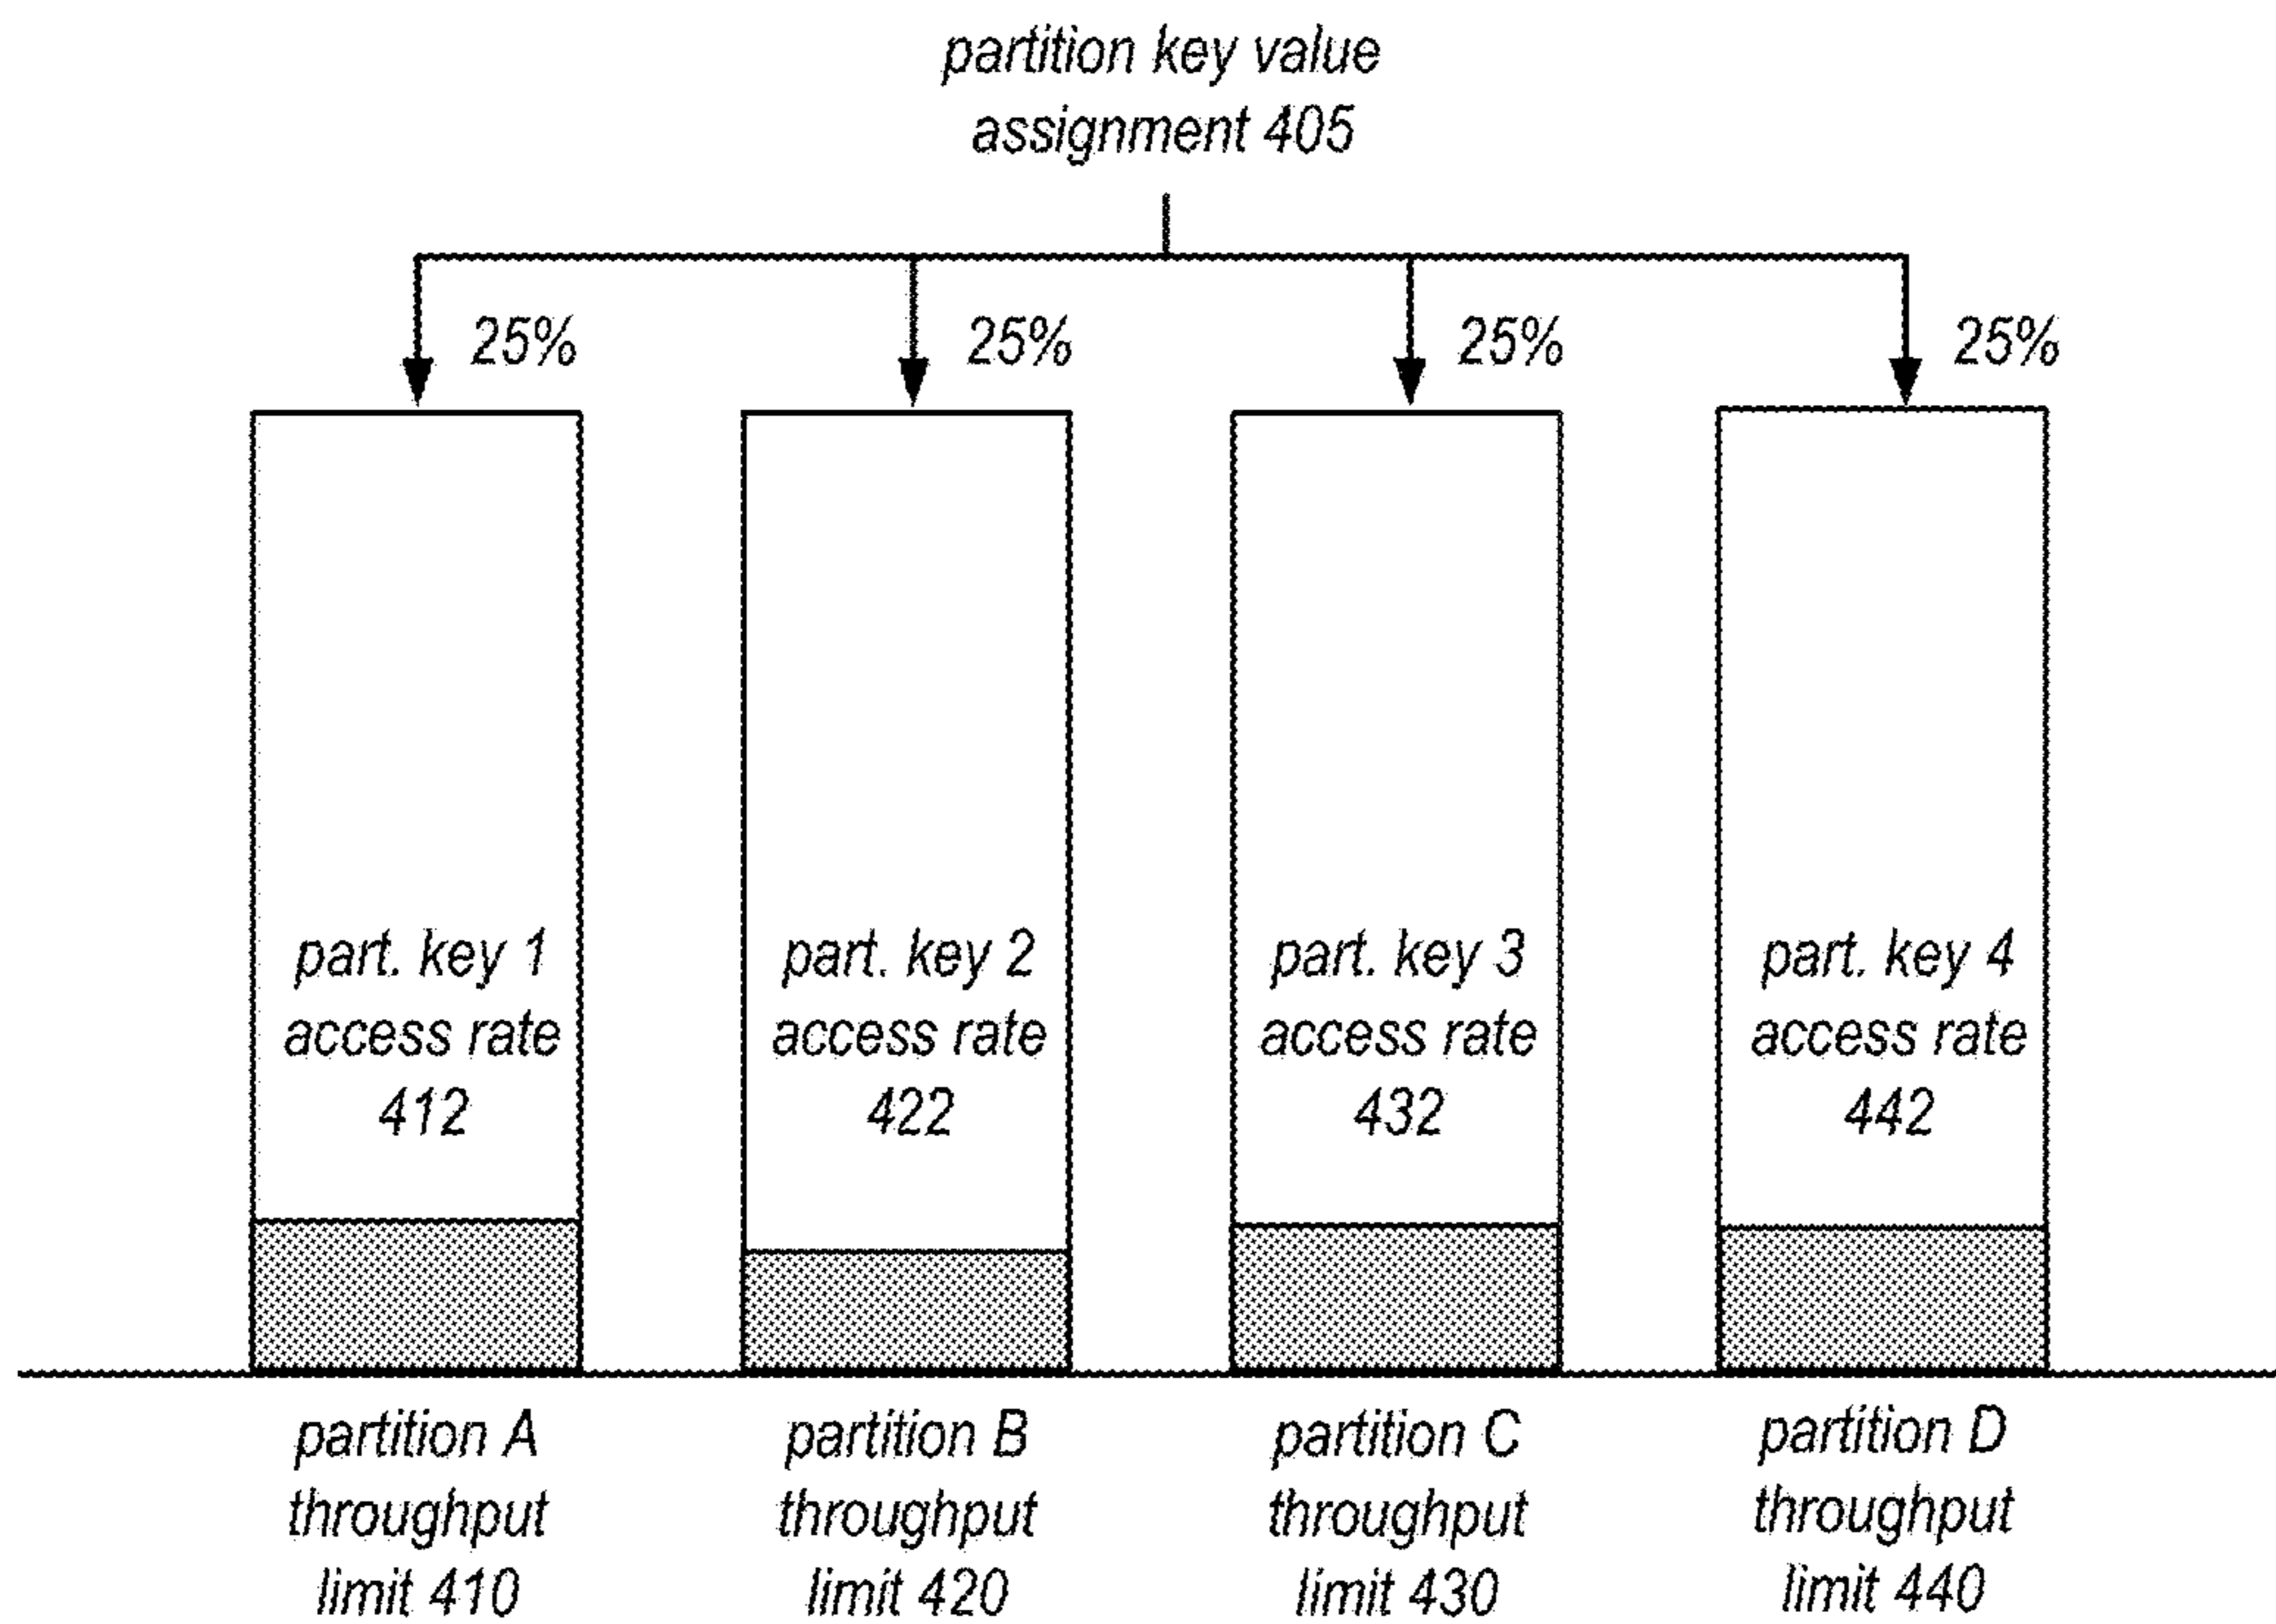 partition key value
assignment 405
25%
25%
25%
25%
part. key 1
access rate
412
part. key 2
access rate
422
part. key 3
access rate
432
part. key 4
access rate
442
partition A
throughput
limit 410
partition B
throughput
limit 420
partition C
throughput
limit 430
partition D
throughput
limit 440